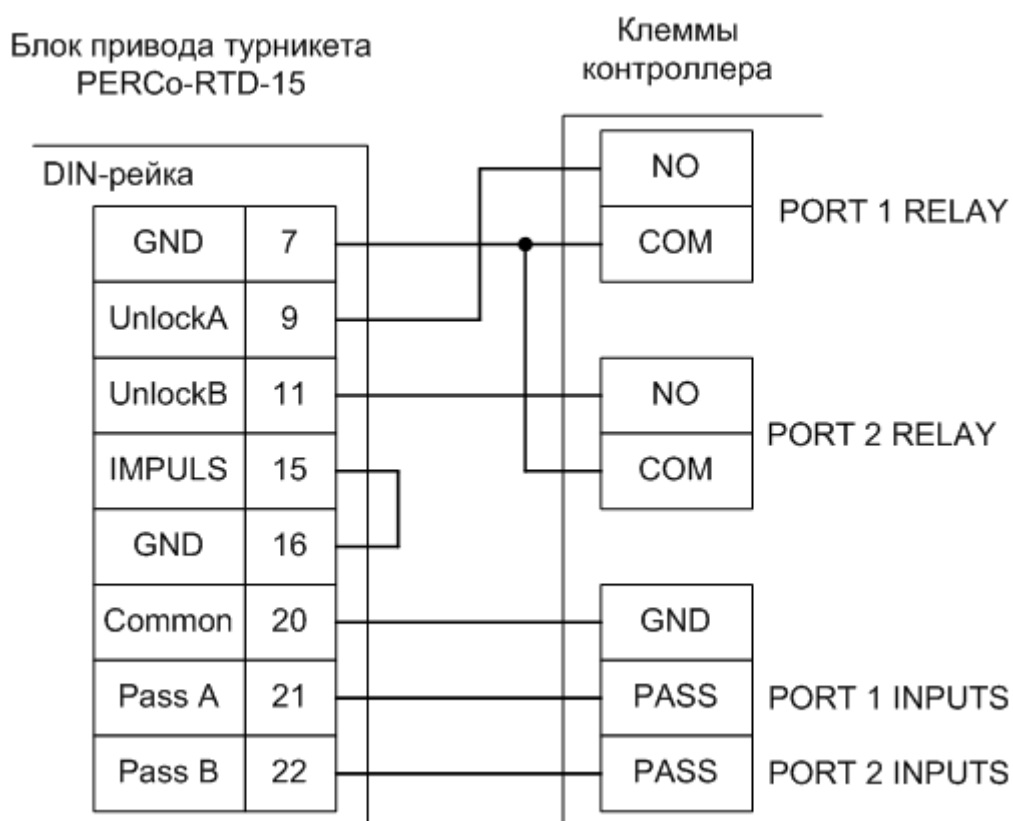 Блок привода турникета
PERCo-RTD-15
Клеммы
контроллера
DIN-рейка
GND 7
UnlockA 9
UnlockB 11
IMPULS 15
GND 16
Common 20
Pass A 21
Pass B 22
NO
COM
PORT 1 RELAY
NO
COM
PORT 2 RELAY
GND
PASS PORT 1 INPUTS
PASS PORT 2 INPUTS